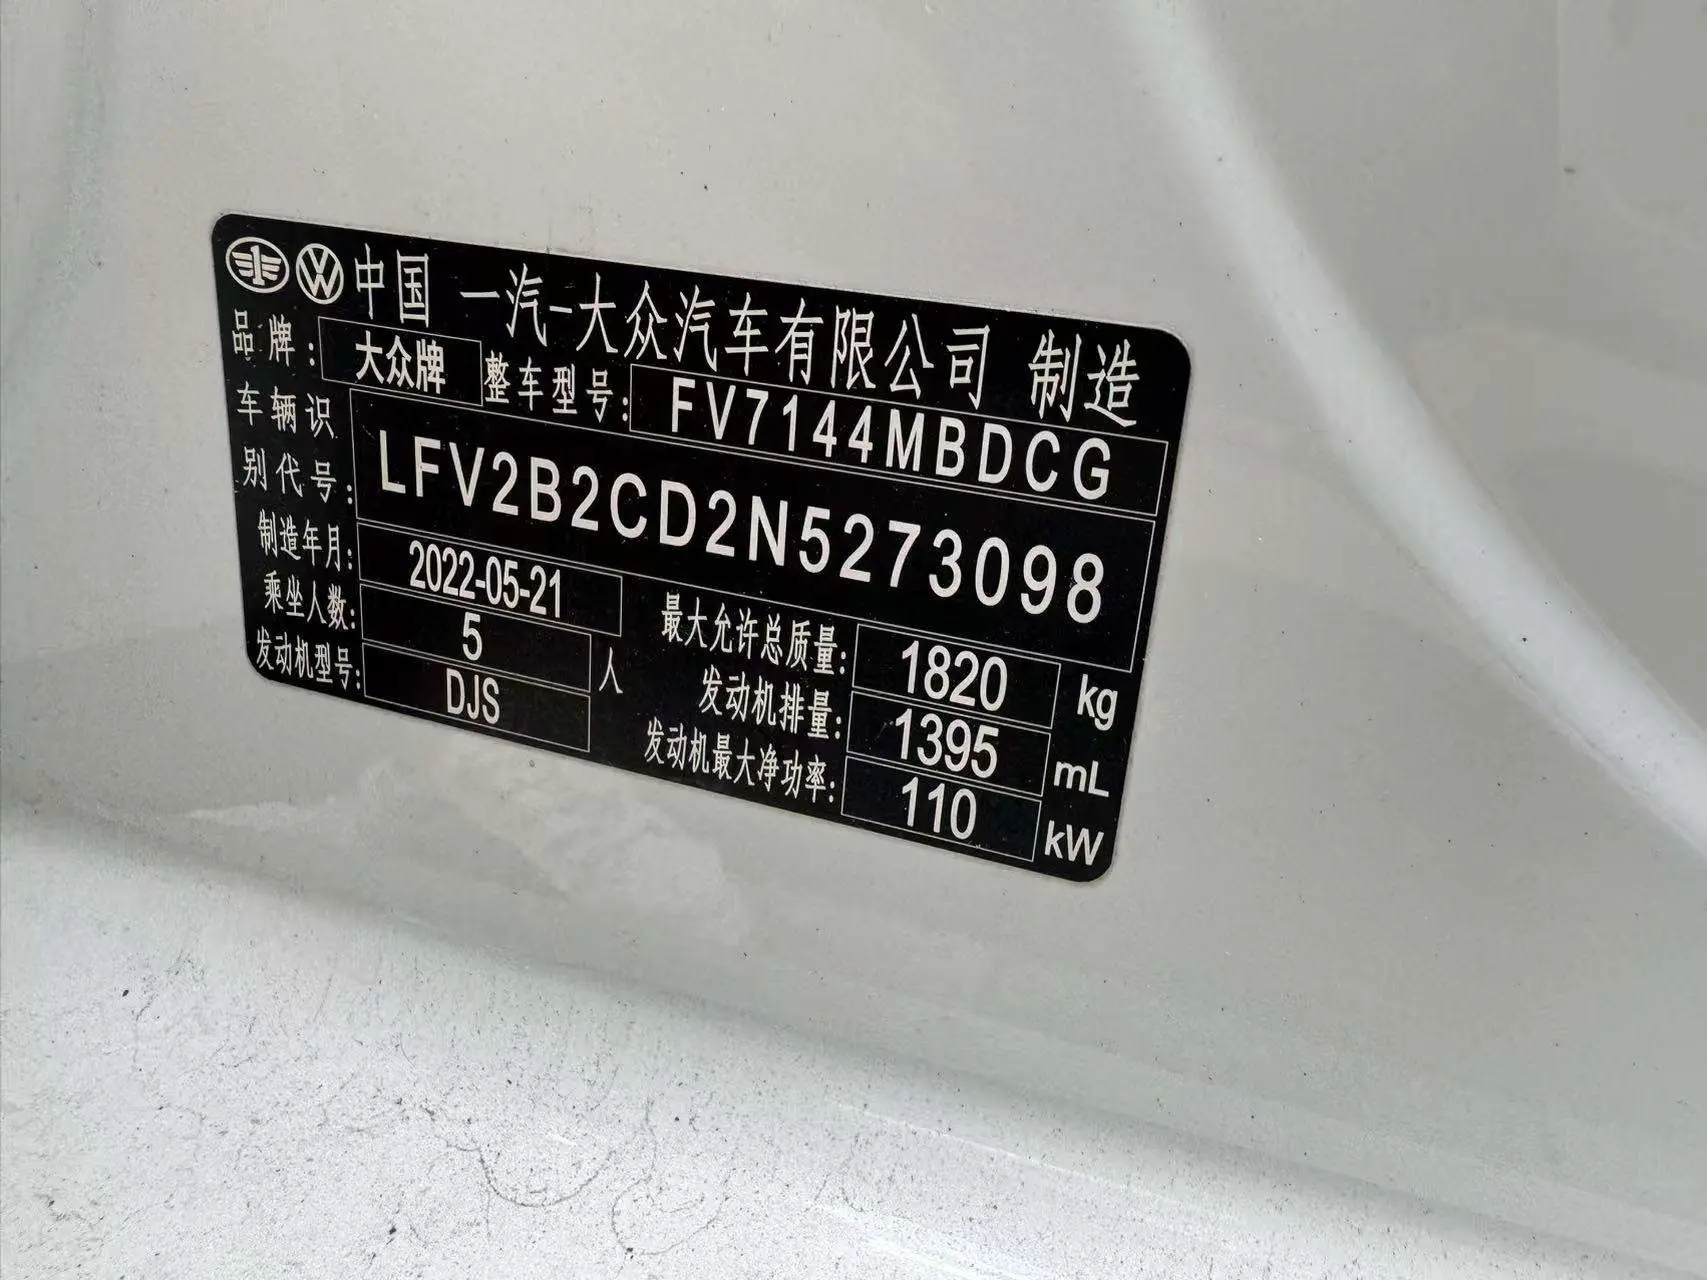 中国 一汽-大众汽车有限公司 制造
品牌: 大众牌 整车型号: FV7144MBDCG
车辆识别代号: LFV2B2CD2N5273098
制造年月: 2022-05-21
乘坐人数: 5 人 最大允许总质量: 1820 kg
发动机型号: DJS 发动机排量: 1395 mL
发动机最大净功率: 110 kW